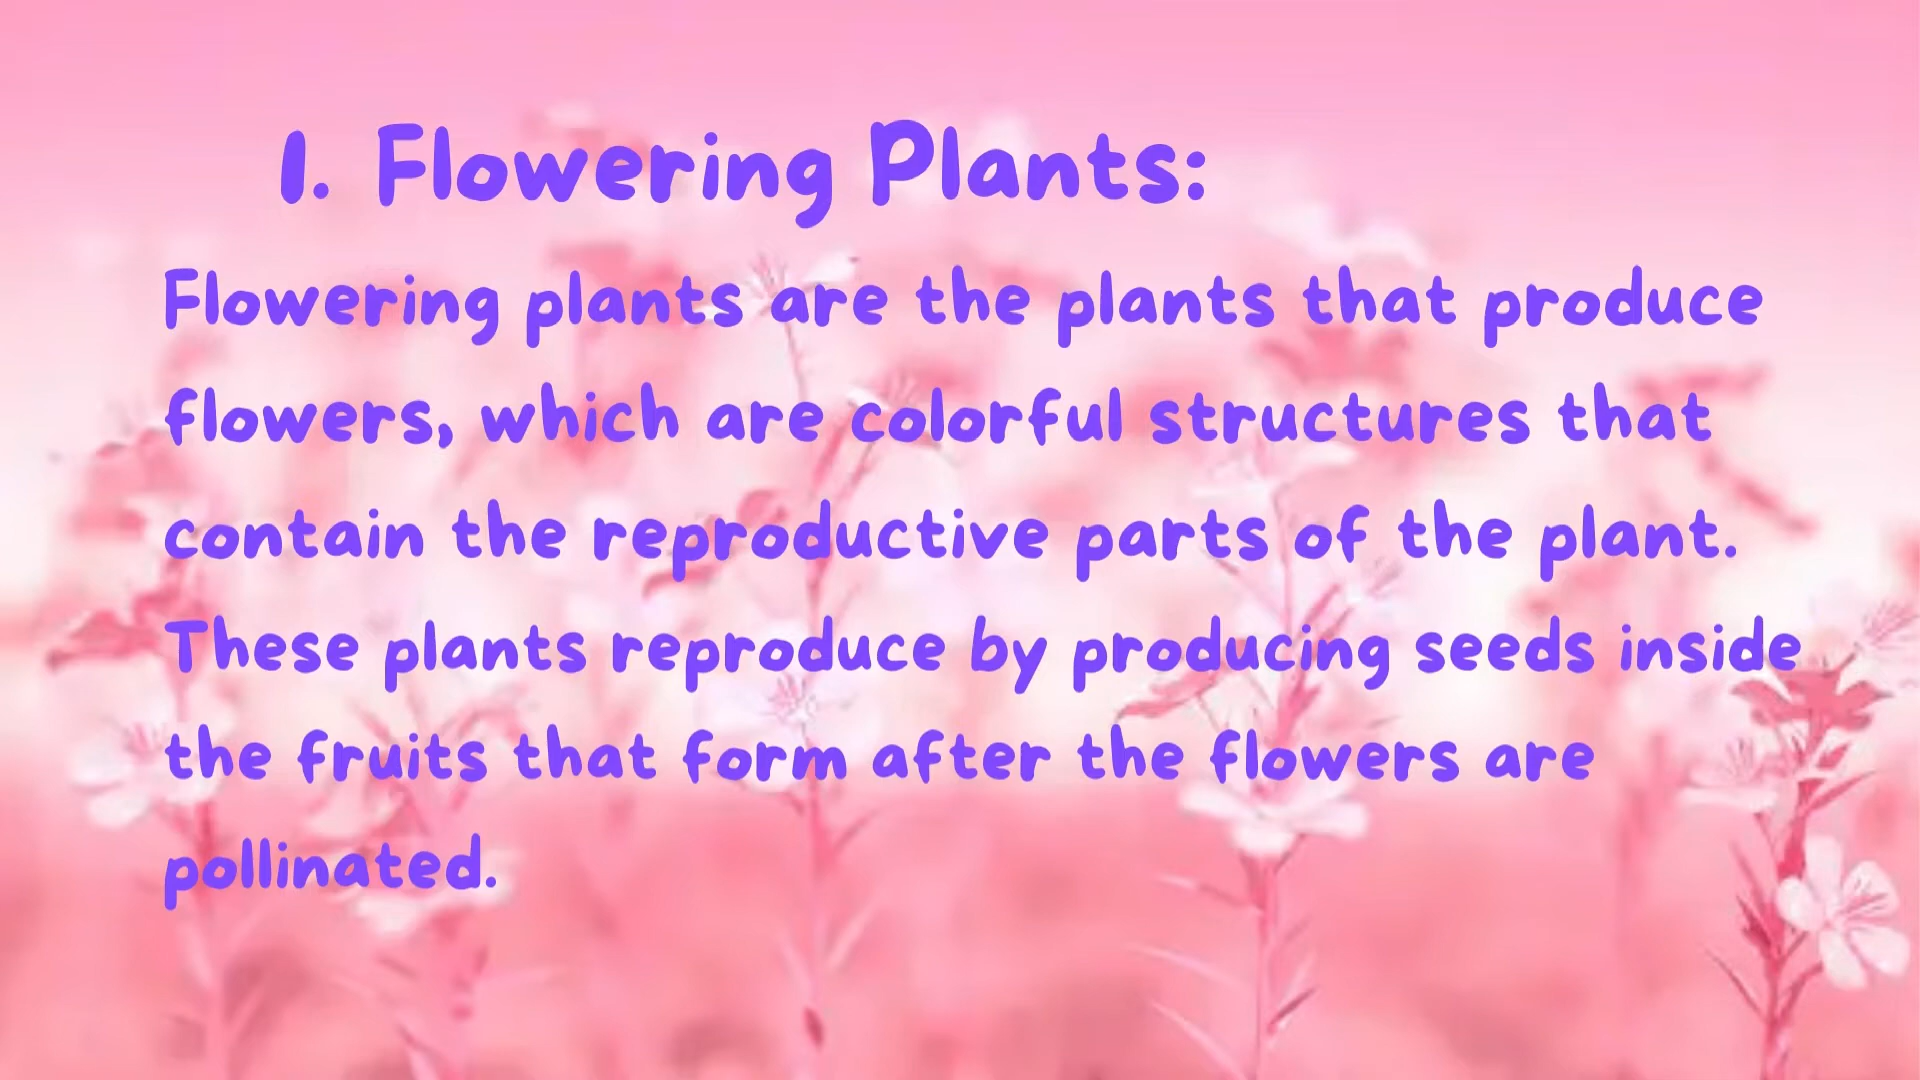 1. Flowering Plants:
Flowering plants are the plants that produce
flowers, which are colorful structures that
contain the reproductive parts of the plant.
These plants reproduce by producing seeds inside
the fruits that form after the flowers are
pollinated.